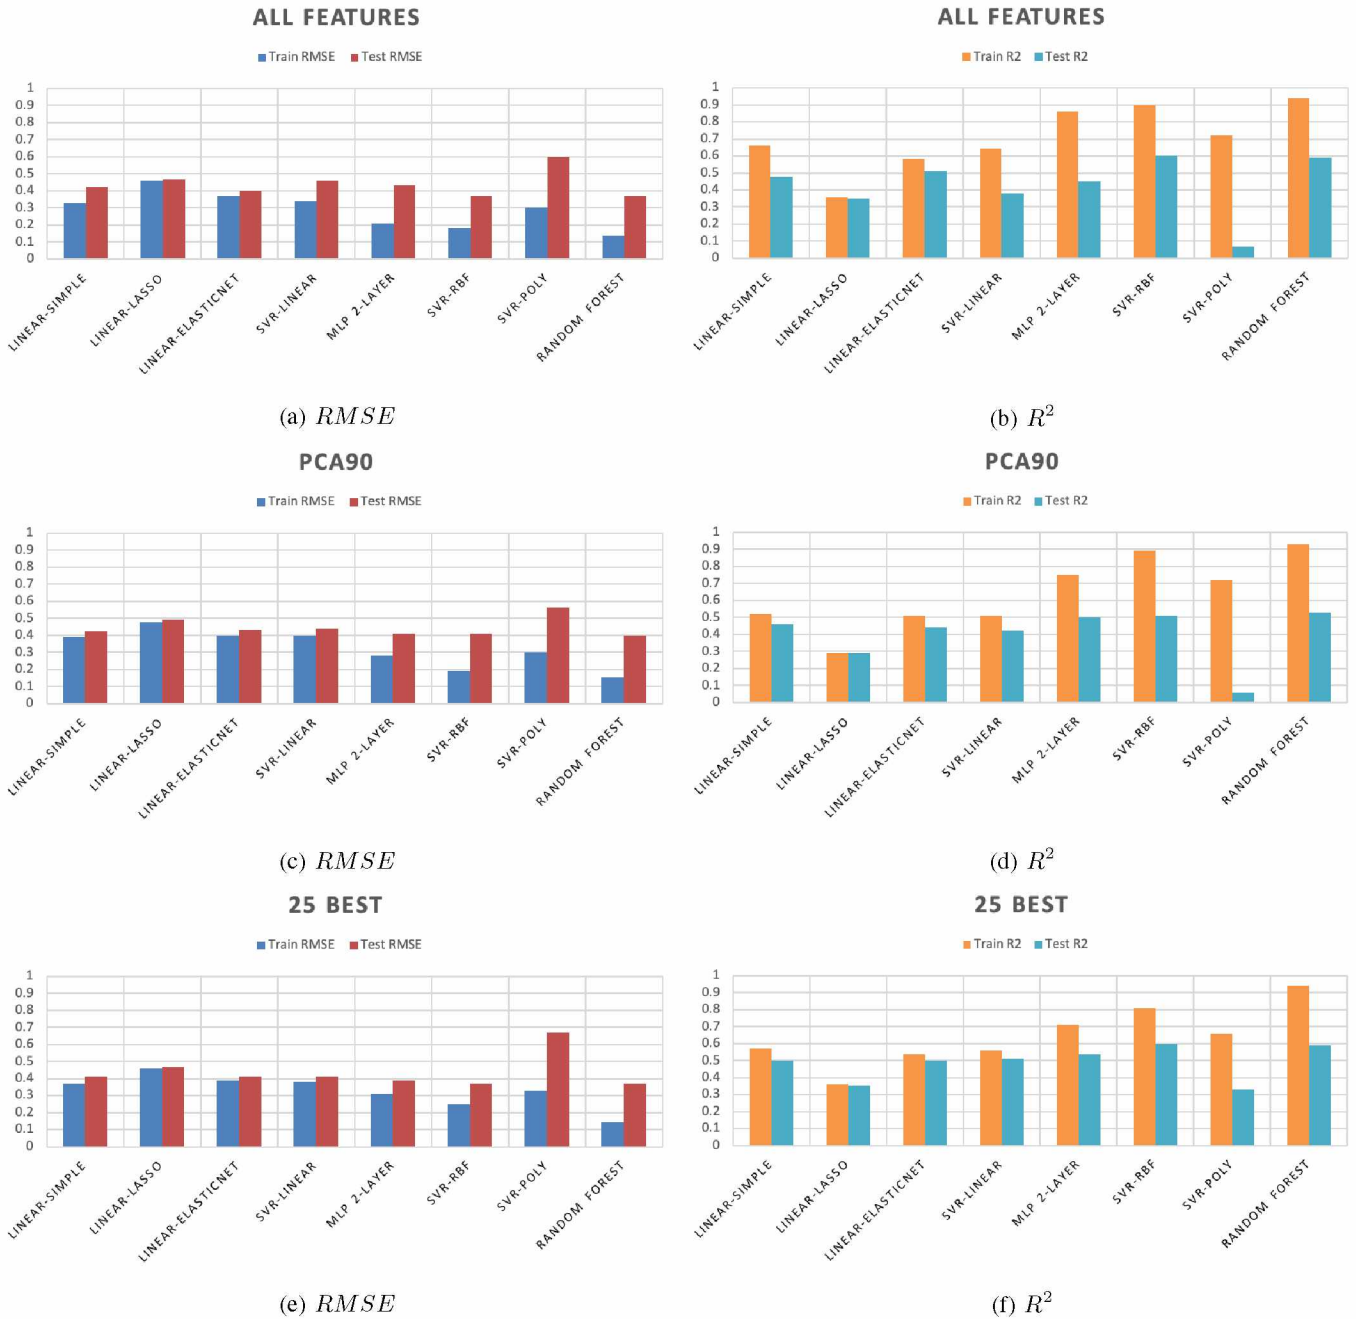 ALL FEATURES
Train RMSE Test RMSE
1
0.9
0.8
0.7
0.6
0.5
0.4
0.3
0.2
0.1
0
LINEAR-SIMPLE
LINEAR-LASSO
LINEAR-ELASTICNET
SVR-LINEAR
MLP 2-LAYER
SVR-RBF
SVR-POLY
RANDOM FOREST
(a) RMSE
ALL FEATURES
Train R2 Test R2
1
0.9
0.8
0.7
0.6
0.5
0.4
0.3
0.2
0.1
0
LINEAR-SIMPLE
LINEAR-LASSO
LINEAR-ELASTICNET
SVR-LINEAR
MLP 2-LAYER
SVR-RBF
SVR-POLY
RANDOM FOREST
(b) R²
PCA90
Train RMSE Test RMSE
1
0.9
0.8
0.7
0.6
0.5
0.4
0.3
0.2
0.1
0
LINEAR-SIMPLE
LINEAR-LASSO
LINEAR-ELASTICNET
SVR-LINEAR
MLP 2-LAYER
SVR-RBF
SVR-POLY
RANDOM FOREST
(c) RMSE
PCA90
Train R2 Test R2
1
0.9
0.8
0.7
0.6
0.5
0.4
0.3
0.2
0.1
0
LINEAR-SIMPLE
LINEAR-LASSO
LINEAR-ELASTICNET
SVR-LINEAR
MLP 2-LAYER
SVR-RBF
SVR-POLY
RANDOM FOREST
(d) R²
25 BEST
Train RMSE Test RMSE
1
0.9
0.8
0.7
0.6
0.5
0.4
0.3
0.2
0.1
0
LINEAR-SIMPLE
LINEAR-LASSO
LINEAR-ELASTICNET
SVR-LINEAR
MLP 2-LAYER
SVR-RBF
SVR-POLY
RANDOM FOREST
(e) RMSE
25 BEST
Train R2 Test R2
1
0.9
0.8
0.7
0.6
0.5
0.4
0.3
0.2
0.1
0
LINEAR-SIMPLE
LINEAR-LASSO
LINEAR-ELASTICNET
SVR-LINEAR
MLP 2-LAYER
SVR-RBF
SVR-POLY
RANDOM FOREST
(f) R²